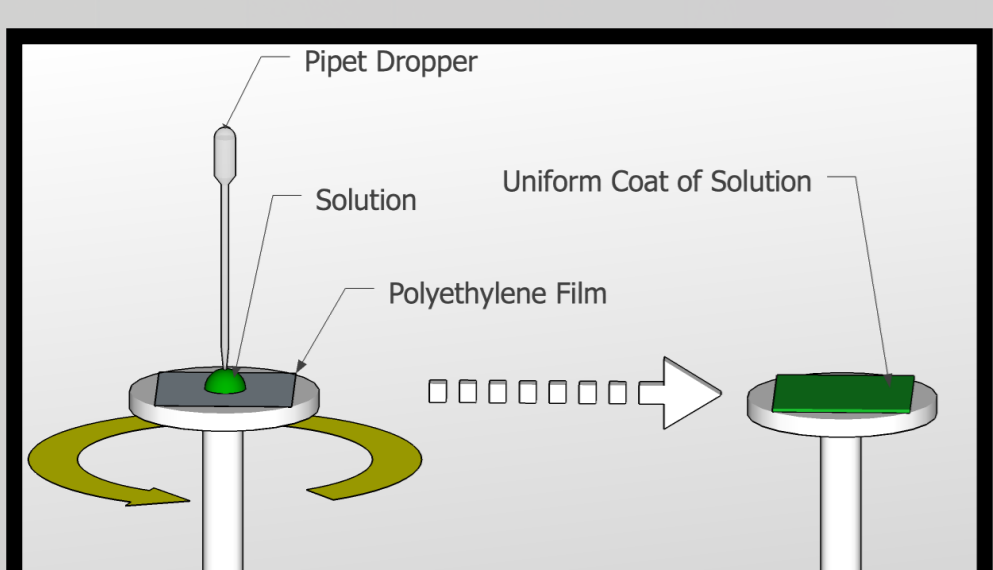 Pipet Dropper
Solution
Uniform Coat of Solution
Polyethylene Film